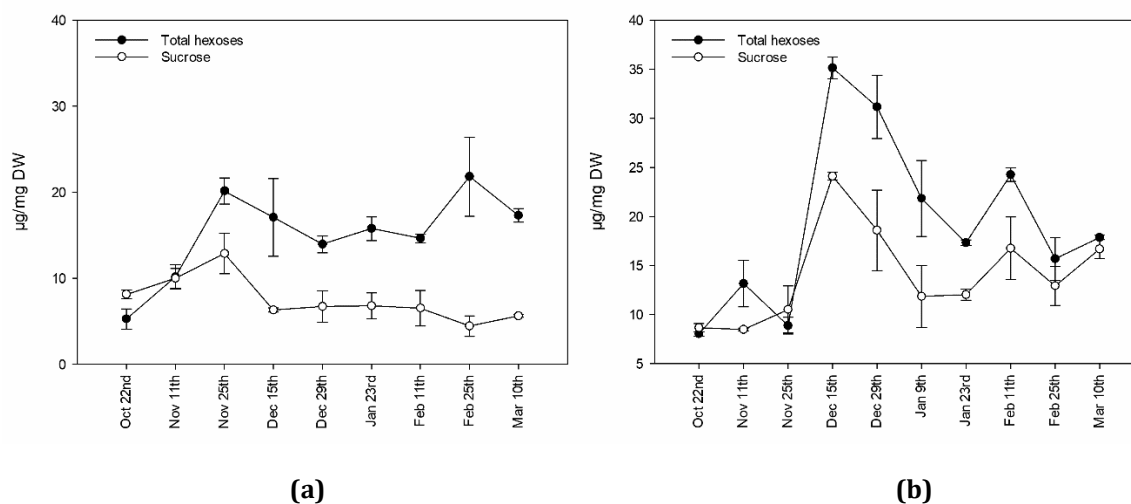 40
30
20
10
0
µg/mg DW
Total hexoses
Sucrose
Oct 22nd
Nov 11th
Nov 25th
Dec 15th
Dec 29th
Jan 23rd
Feb 11th
Feb 25th
Mar 10th
(a)
40
35
30
25
20
15
10
5
µg/mg DW
Total hexoses
Sucrose
Oct 22nd
Nov 11th
Nov 25th
Dec 15th
Dec 29th
Jan 9th
Jan 23rd
Feb 11th
Feb 25th
Mar 10th
(b)